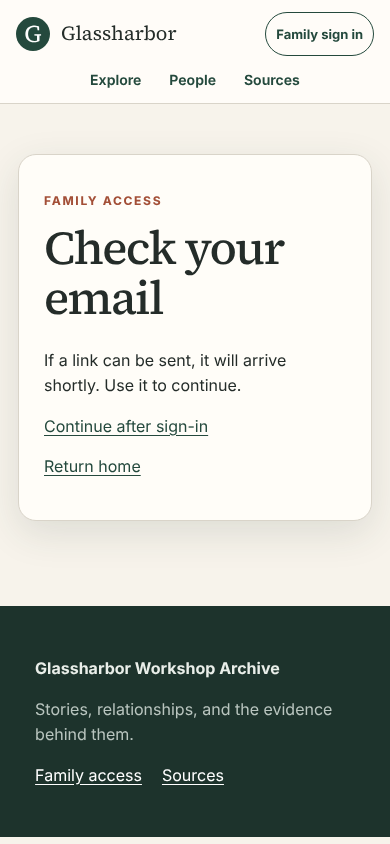 G Glassharbor
Family sign in
Explore People Sources
FAMILY ACCESS
Check your
email
If a link can be sent, it will arrive
shortly. Use it to continue.
Continue after sign-in
Return home
Glassharbor Workshop Archive
Stories, relationships, and the evidence
behind them.
Family access Sources